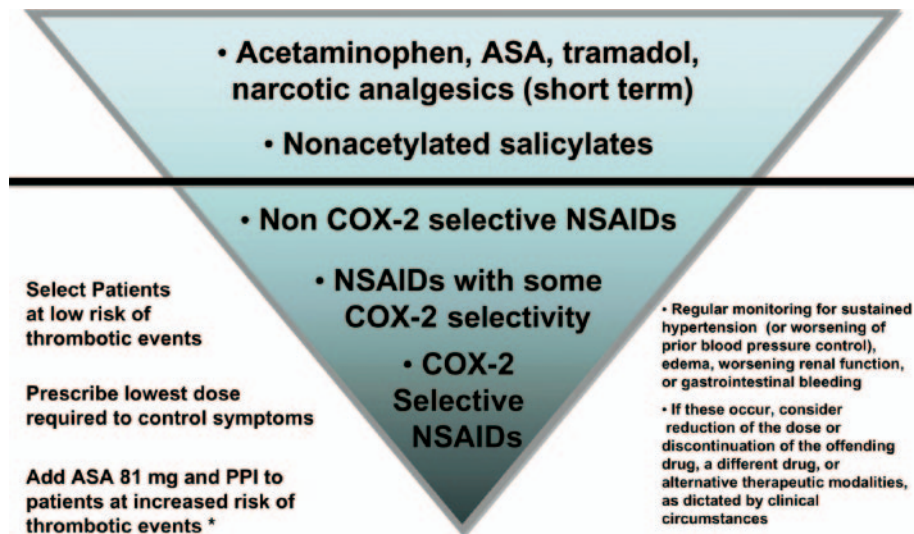 • Acetaminophen, ASA, tramadol,
narcotic analgesics (short term)
• Nonacetylated salicylates
• Non COX-2 selective NSAIDs
• NSAIDs with some
COX-2 selectivity
• COX-2
Selective
NSAIDs
Select Patients
at low risk of
thrombotic events
Prescribe lowest dose
required to control symptoms
Add ASA 81 mg and PPI to
patients at increased risk of
thrombotic events *
• Regular monitoring for sustained
hypertension (or worsening of
prior blood pressure control),
edema, worsening renal function,
or gastrointestinal bleeding
• If these occur, consider
reduction of the dose or
discontinuation of the offending
drug, a different drug, or
alternative therapeutic modalities,
as dictated by clinical
circumstances